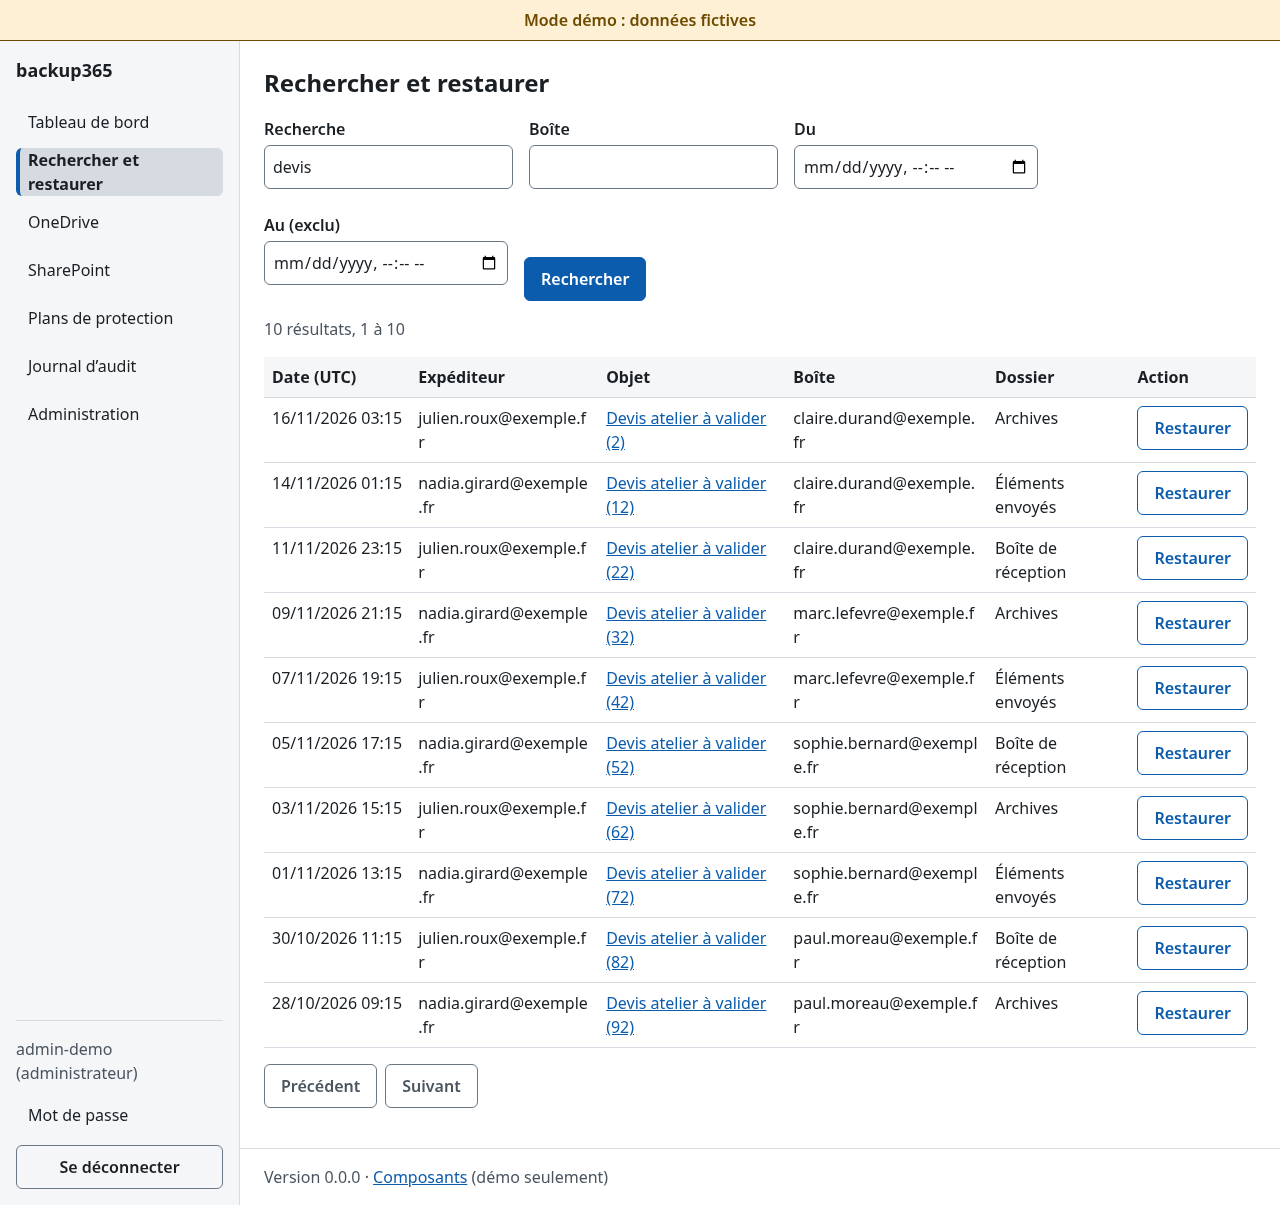 Mode démo : données fictives
backup365
Tableau de bord
Rechercher et
restaurer
OneDrive
SharePoint
Plans de protection
Journal d’audit
Administration
admin-demo
(administrateur)
Mot de passe
Se déconnecter
Rechercher et restaurer
Recherche
devis
Boîte
Du
mm/dd/yyyy, --:-- --
Au (exclu)
mm/dd/yyyy, --:-- --
Rechercher
10 résultats, 1 à 10
Date (UTC) Expéditeur Objet Boîte Dossier Action
16/11/2026 03:15 julien.roux@exemple.f Devis atelier à valider claire.durand@exemple. Archives Restaurer
r (2) fr
14/11/2026 01:15 nadia.girard@exemple Devis atelier à valider claire.durand@exemple. Éléments Restaurer
.fr (12) fr envoyés
11/11/2026 23:15 julien.roux@exemple.f Devis atelier à valider claire.durand@exemple. Boîte de Restaurer
r (22) fr réception
09/11/2026 21:15 nadia.girard@exemple Devis atelier à valider marc.lefevre@exemple.f Archives Restaurer
.fr (32) r
07/11/2026 19:15 julien.roux@exemple.f Devis atelier à valider marc.lefevre@exemple.f Éléments Restaurer
r (42) r envoyés
05/11/2026 17:15 nadia.girard@exemple Devis atelier à valider sophie.bernard@exempl Boîte de Restaurer
.fr (52) e.fr réception
03/11/2026 15:15 julien.roux@exemple.f Devis atelier à valider sophie.bernard@exempl Archives Restaurer
r (62) e.fr
01/11/2026 13:15 nadia.girard@exemple Devis atelier à valider sophie.bernard@exempl Éléments Restaurer
.fr (72) e.fr envoyés
30/10/2026 11:15 julien.roux@exemple.f Devis atelier à valider paul.moreau@exemple.f Boîte de Restaurer
r (82) r réception
28/10/2026 09:15 nadia.girard@exemple Devis atelier à valider paul.moreau@exemple.f Archives Restaurer
.fr (92) r
Précédent Suivant
Version 0.0.0 · Composants (démo seulement)